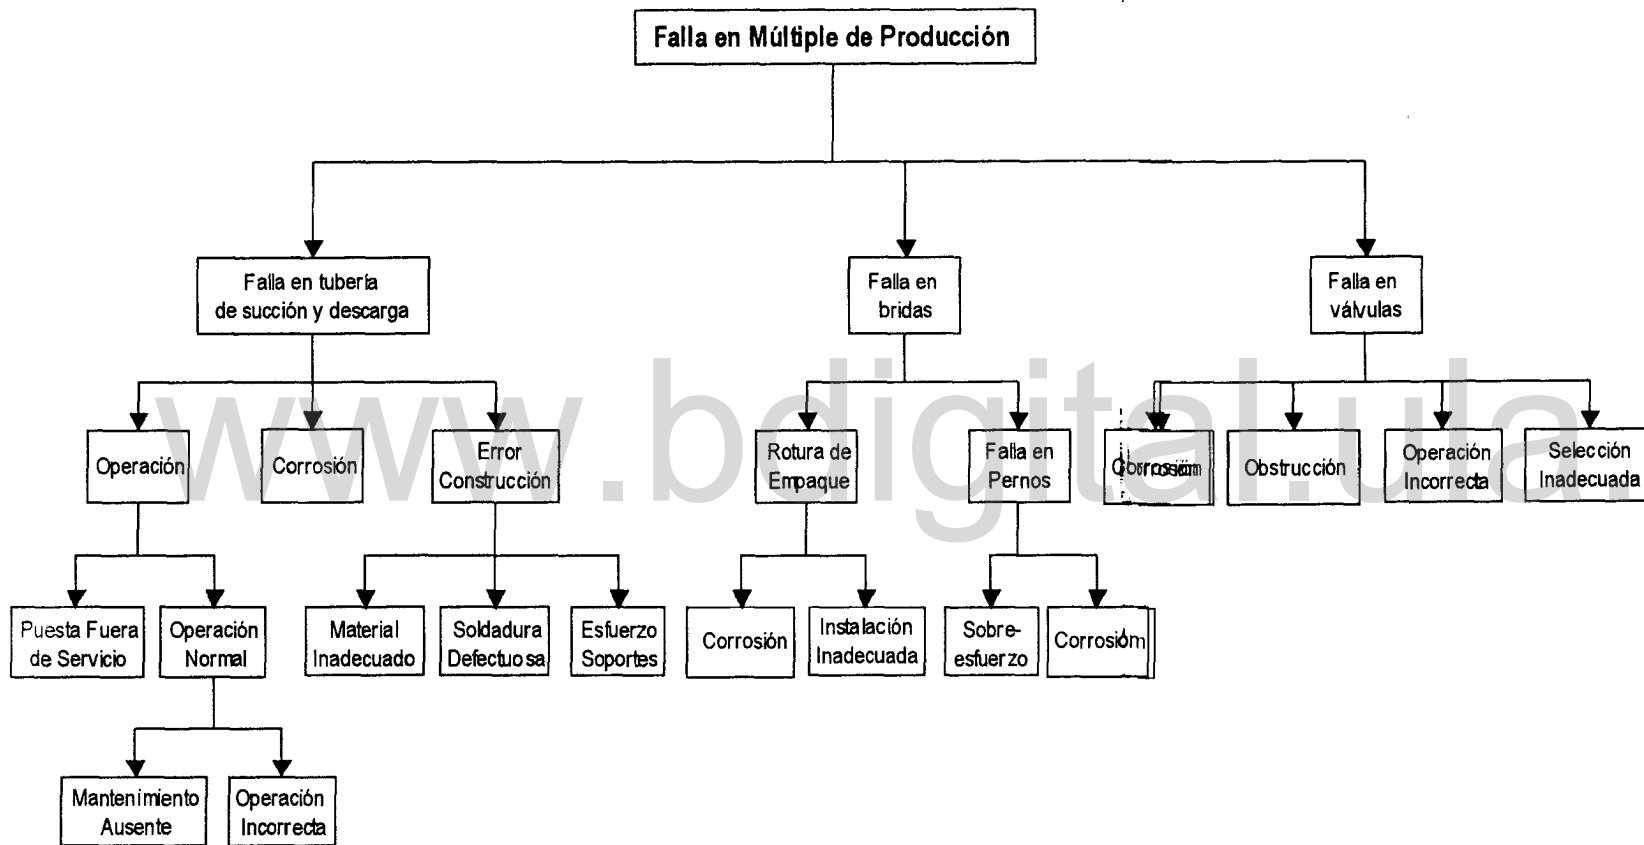 Falla en Múltiple de Producción
Falla en tubería
de succión y descarga
Falla en
bridas
Falla en
válvulas
Operación
Corrosión
Error
Construcción
Rotura de
Empaque
Falla en
Pernos
Corrosión
Obstrucción
Operación
Incorrecta
Selección
Inadecuada
Puesta Fuera
de Servicio
Operación
Normal
Material
Inadecuado
Soldadura
Defectuosa
Esfuerzo
Soportes
Corrosión
Instalación
Inadecuada
Sobre-
esfuerzo
Corrosión
Mantenimiento
Ausente
Operación
Incorrecta
www.bdigital.ula.